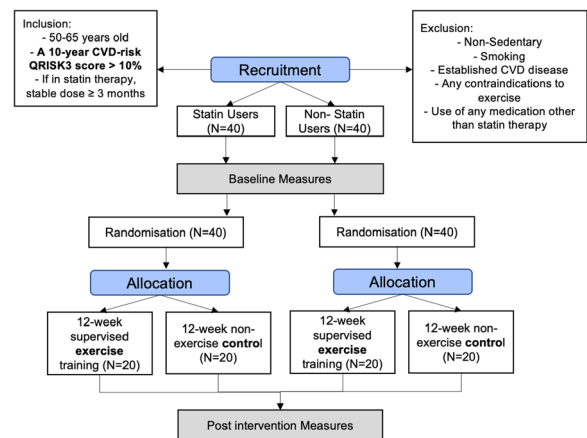 Inclusion:
- 50-65 years old
- A 10-year CVD-risk
QRISK3 score > 10%
- If in statin therapy,
stable dose ≥ 3 months
Recruitment
Exclusion:
- Non-Sedentary
- Smoking
- Established CVD disease
- Any contraindications to
exercise
- Use of any medication other
than statin therapy
Statin Users
(N=40)
Non- Statin
Users (N=40)
Baseline Measures
Randomisation (N=40)
Randomisation (N=40)
Allocation
Allocation
12-week
supervised
exercise
training (N=20)
12-week non-
exercise control
(N=20)
12-week
supervised
exercise
training (N=20)
12-week non-
exercise control
(N=20)
Post intervention Measures